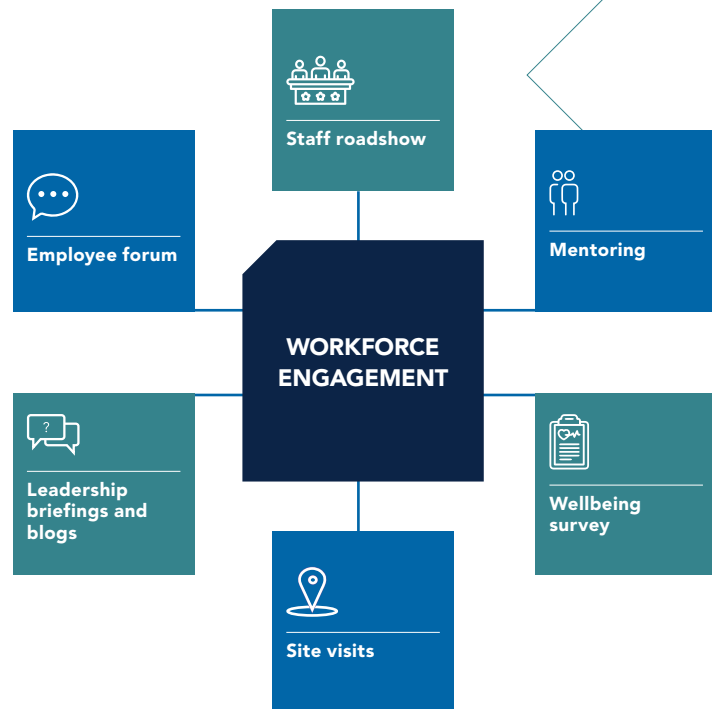 Staff roadshow
Employee forum
Mentoring
WORKFORCE
ENGAGEMENT
?
Leadership
briefings and
blogs
Wellbeing
survey
Site visits